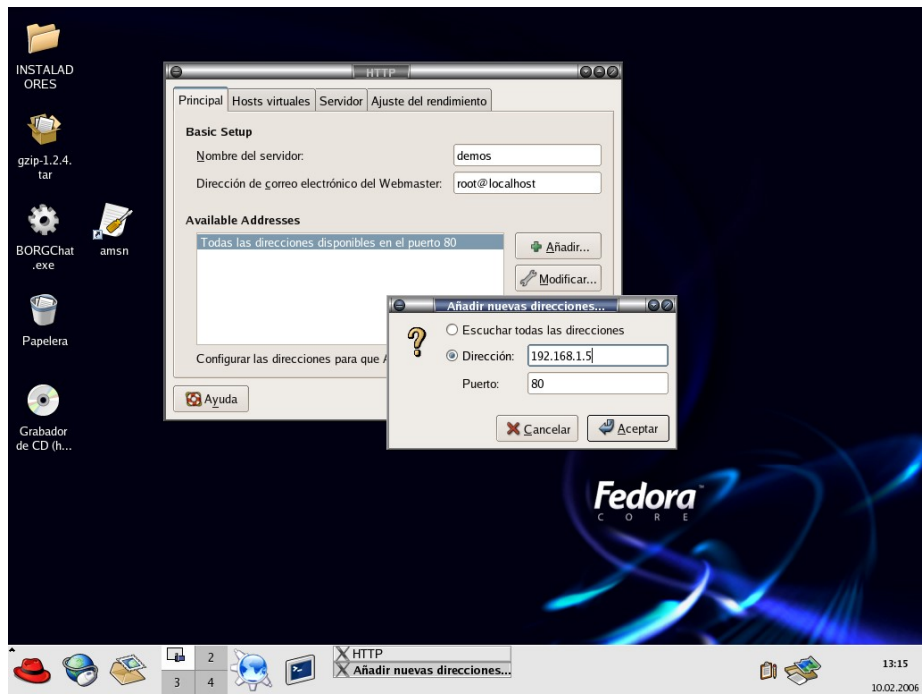 INSTALAD
ORES
gzip-1.2.4.
tar
BORGChat
.exe
amsn
Papelera
Grabador
de CD (h...
HTTP
Principal
Hosts virtuales
Servidor
Ajuste del rendimiento
Basic Setup
Nombre del servidor:
demos
Dirección de correo electrónico del Webmaster:
root@localhost
Available Addresses
Todas las direcciones disponibles en el puerto 80
Añadir...
Modificar...
Configurar las direcciones para que
Ayuda
Añadir nuevas direcciones...
Escuchar todas las direcciones
Dirección:
192.168.1.5
Puerto:
80
Cancelar
Aceptar
Fedora™
CORE
2
3
4
HTTP
Añadir nuevas direcciones...
13:15
10.02.2006